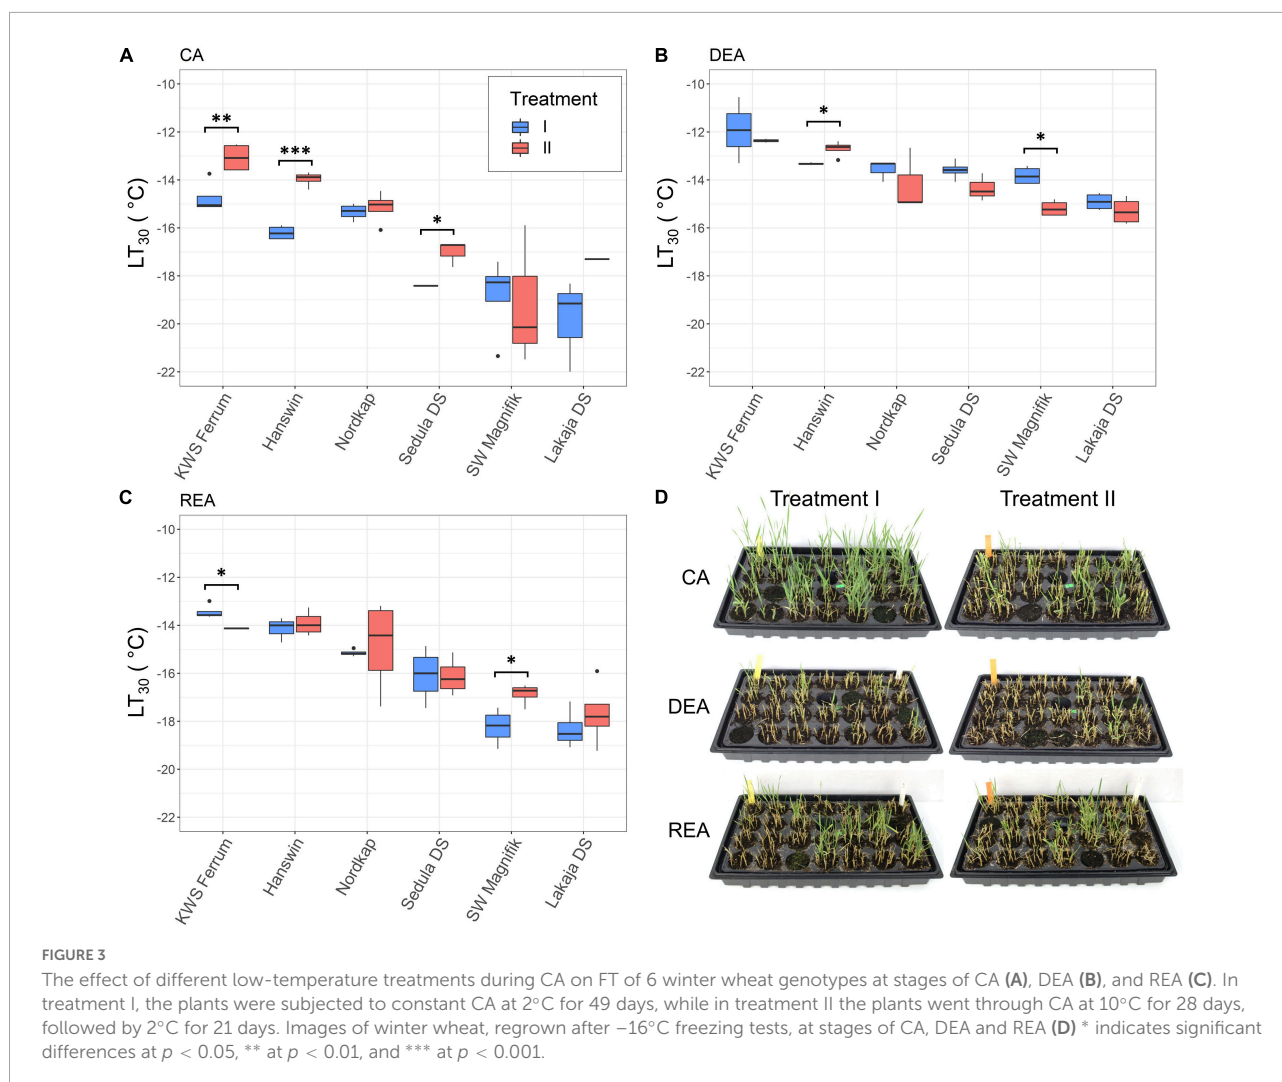 A CA
-10
-12
-14
-16
-18
-20
-22
LT30 ( °C)
**
***
*
Treatment
I
II
KWS Ferrum
Hanswin
Nordkap
Sedula DS
SW Magnifik
Lakaja DS
B DEA
-10
-12
-14
-16
-18
-20
-22
LT30 ( °C)
*
*
KWS Ferrum
Hanswin
Nordkap
Sedula DS
SW Magnifik
Lakaja DS
C REA
-10
-12
-14
-16
-18
-20
-22
LT30 ( °C)
*
*
KWS Ferrum
Hanswin
Nordkap
Sedula DS
SW Magnifik
Lakaja DS
D Treatment I Treatment II
CA
DEA
REA
FIGURE 3
The effect of different low-temperature treatments during CA on FT of 6 winter wheat genotypes at stages of CA (A), DEA (B), and REA (C). In
treatment I, the plants were subjected to constant CA at 2°C for 49 days, while in treatment II the plants went through CA at 10°C for 28 days,
followed by 2°C for 21 days. Images of winter wheat, regrown after −16°C freezing tests, at stages of CA, DEA and REA (D) * indicates significant
differences at p < 0.05, ** at p < 0.01, and *** at p < 0.001.